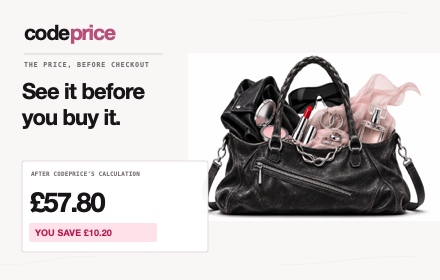 codeprice
THE PRICE, BEFORE CHECKOUT
See it before
you buy it.
AFTER CODEPRICE'S CALCULATION
£57.80
YOU SAVE £10.20